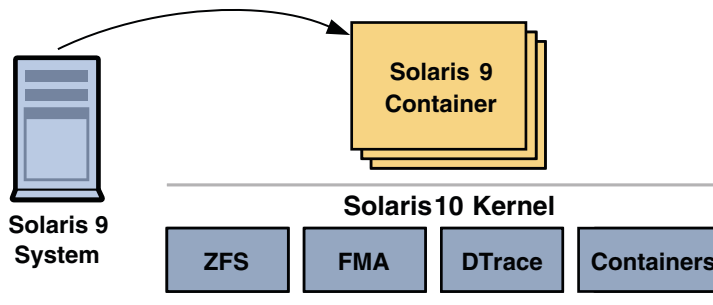 Solaris 9
Container
Solaris 9
System
Solaris10 Kernel
ZFS
FMA
DTrace
Containers